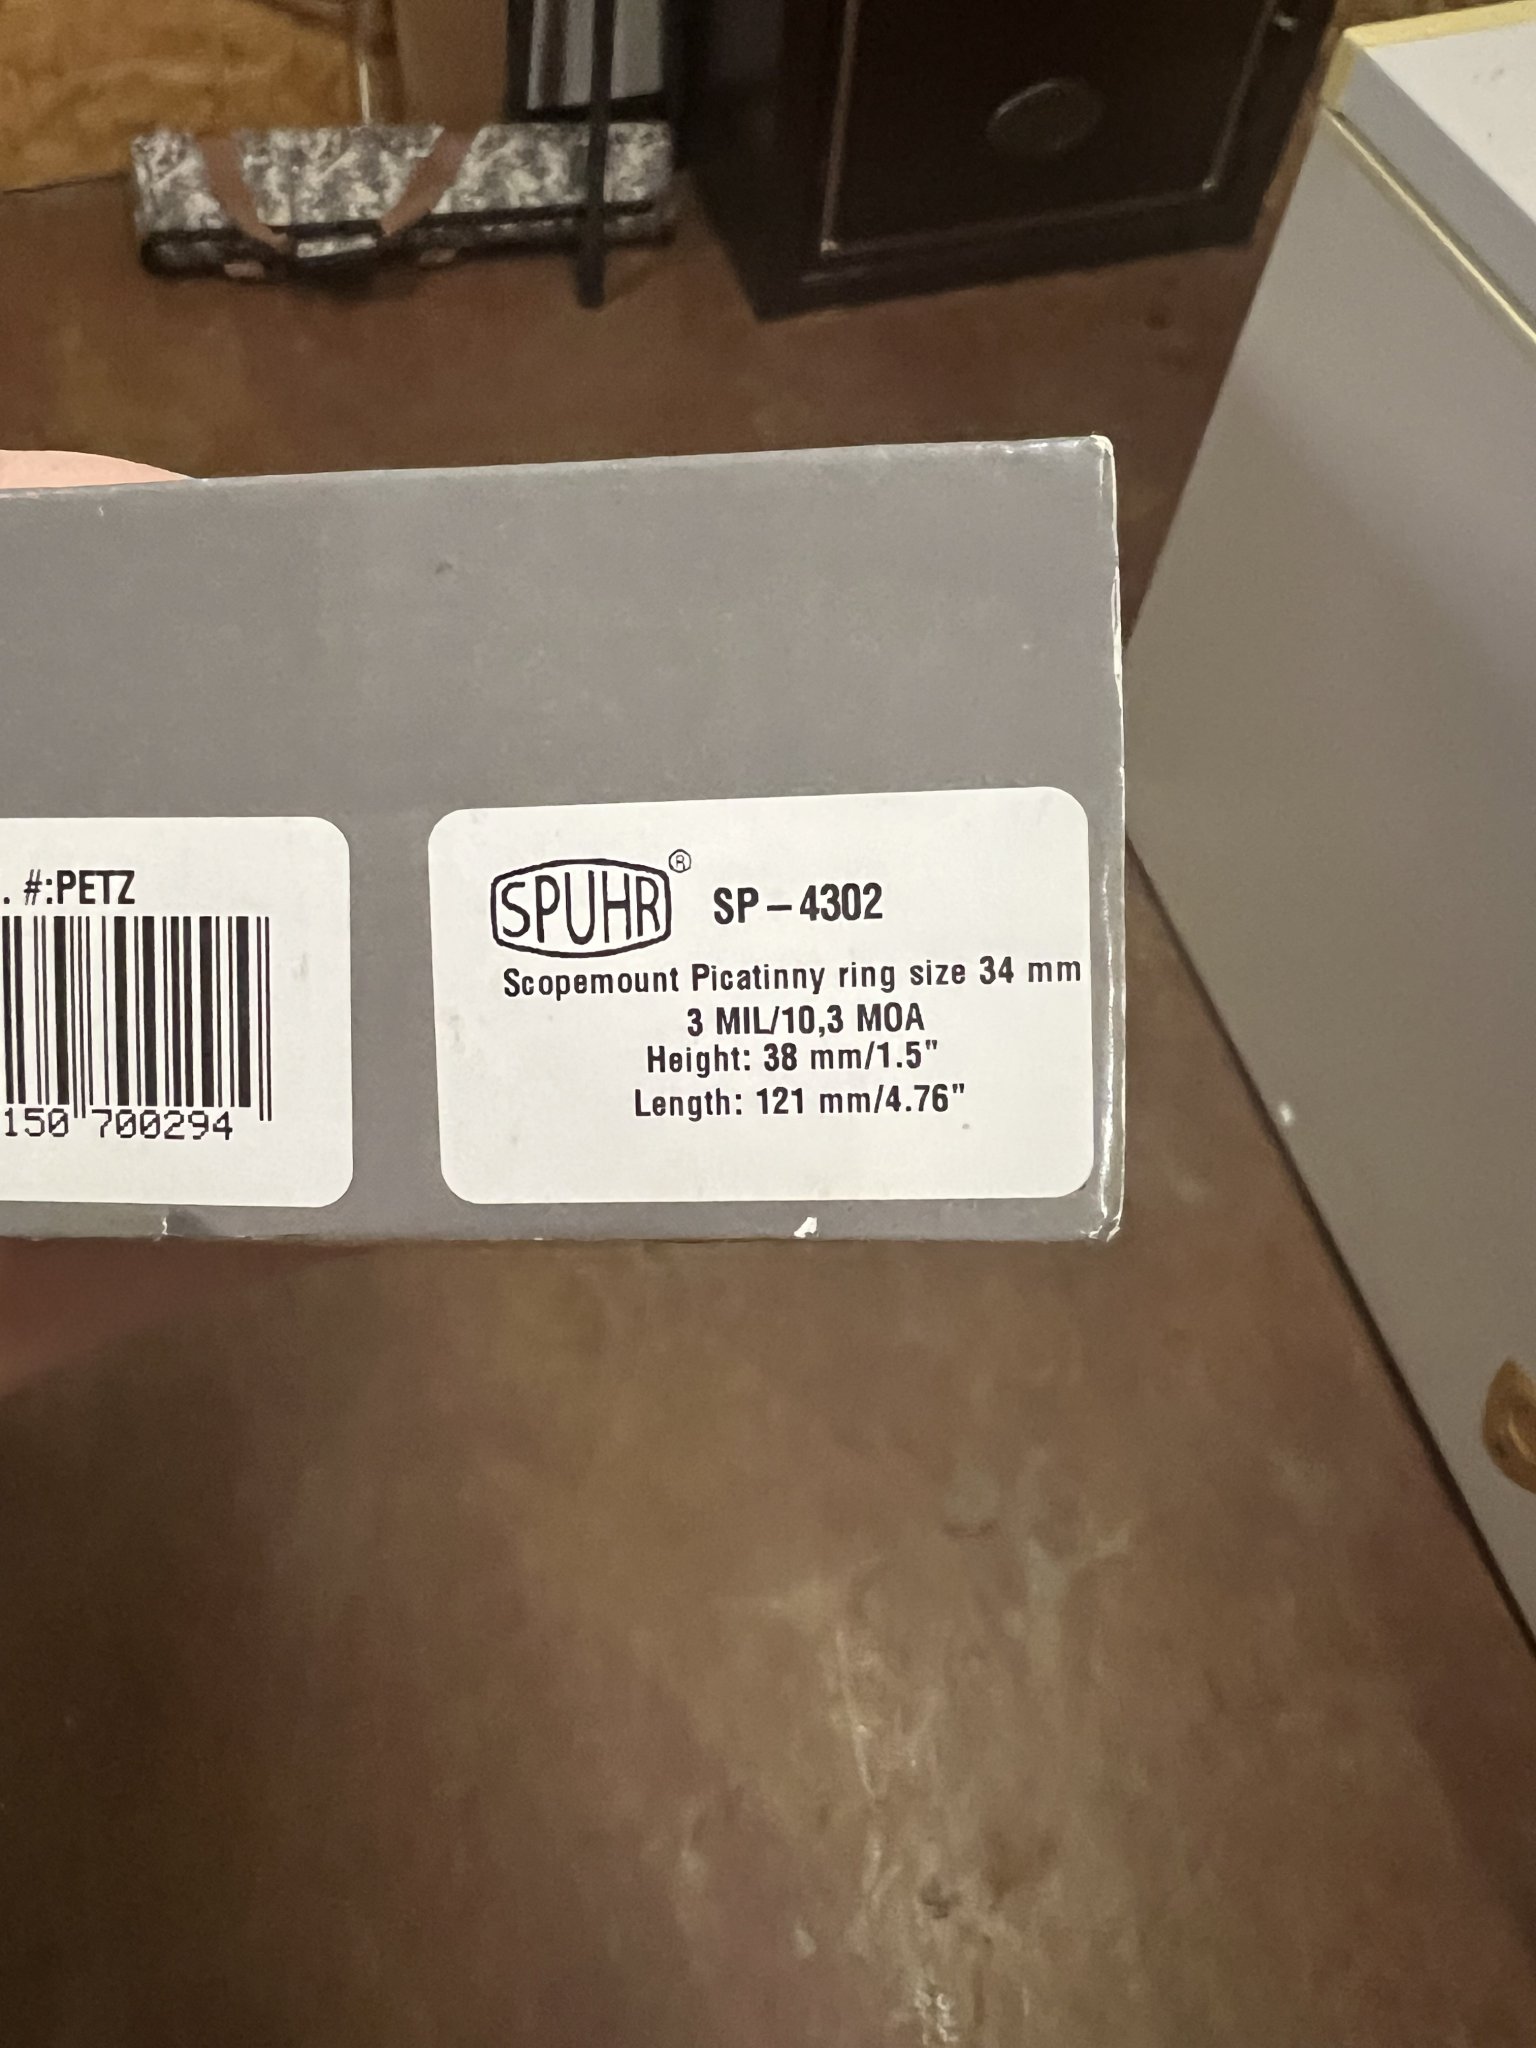 . #:PETZ
150 700294
SPUHR® SP-4302
Scopemount Picatinny ring size 34 mm
3 MIL/10,3 MOA
Height: 38 mm/1.5"
Length: 121 mm/4.76"